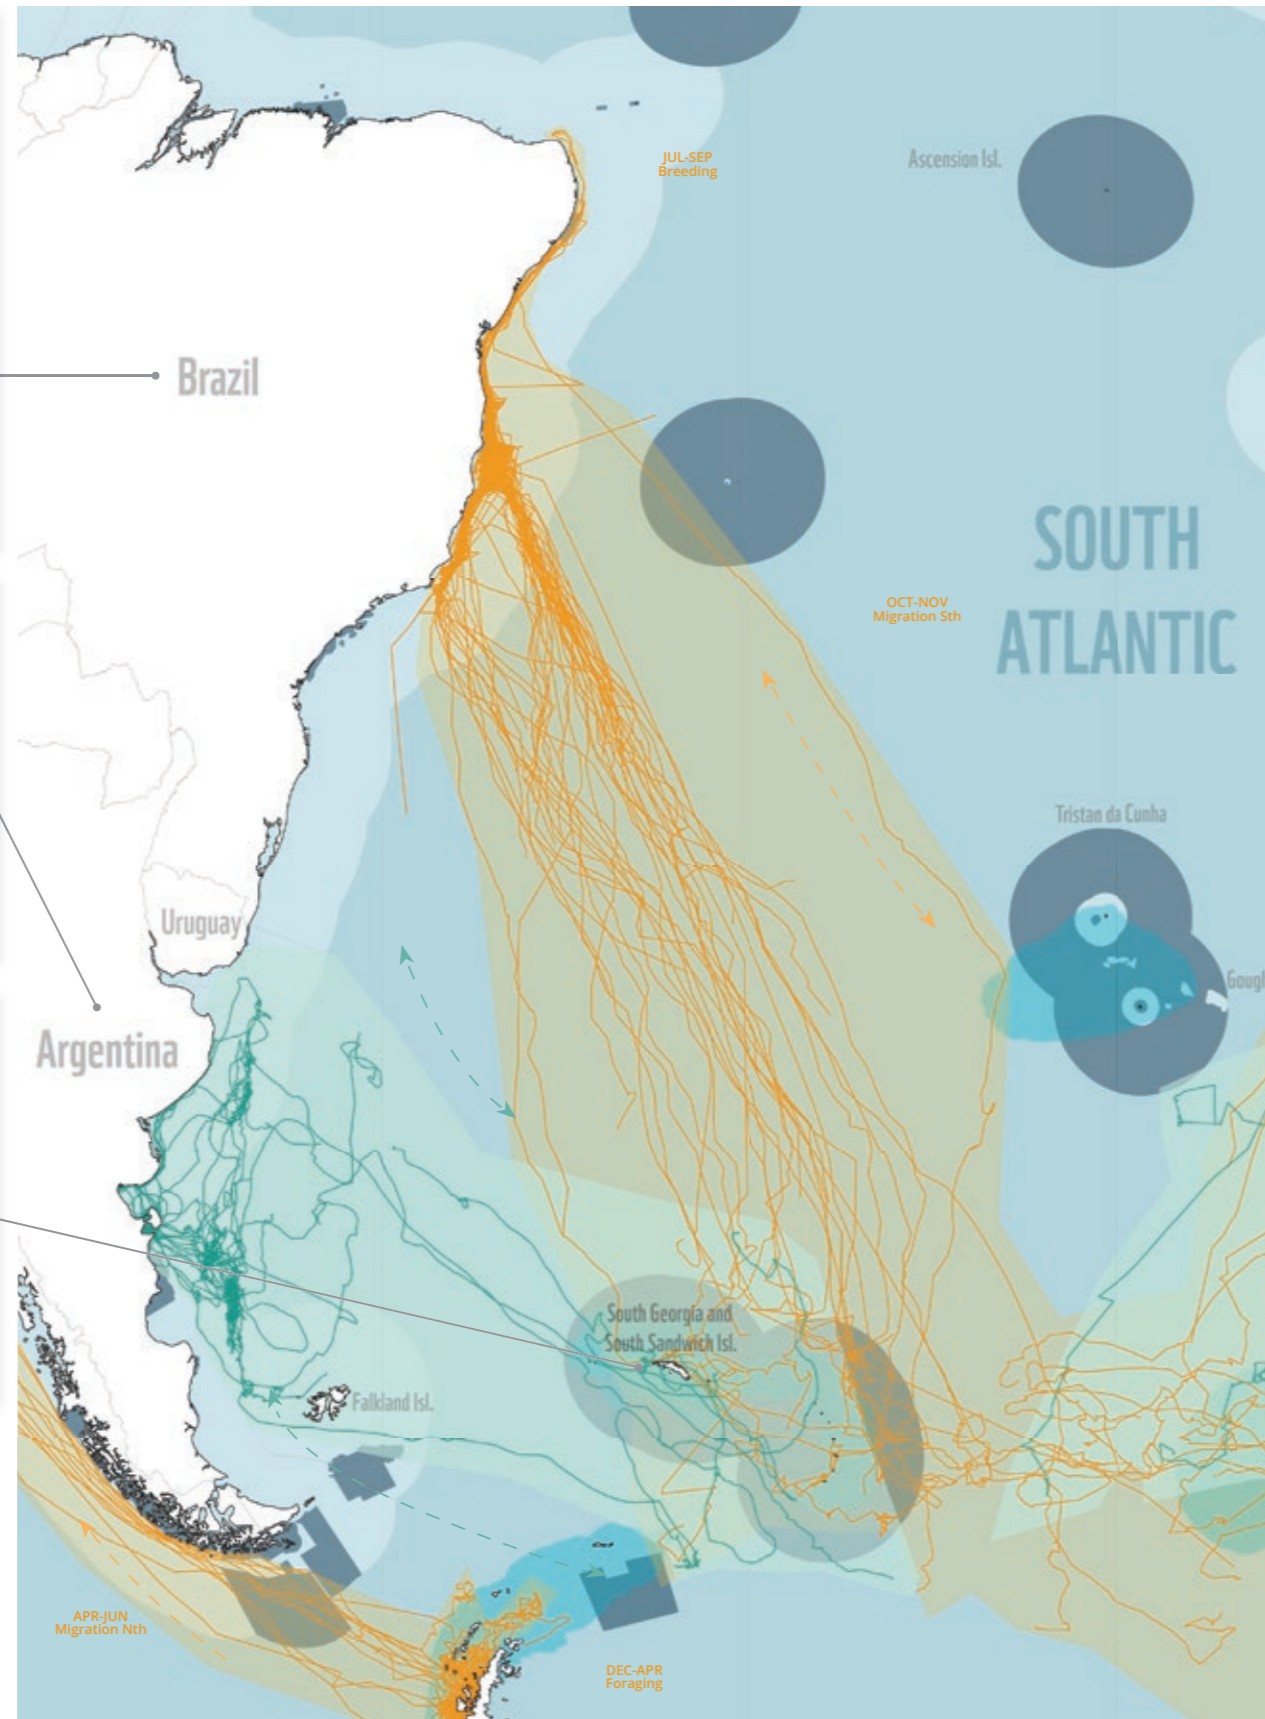 JUL-SEP
Breeding
Ascension Isl.
Brazil
SOUTH
ATLANTIC
OCT-NOV
Migration Sth
Tristan da Cunha
Uruguay
Argentina
South Georgia and
South Sandwich Isl.
Falkland Isl.
APR-JUN
Migration Nth
DEC-APR
Foraging